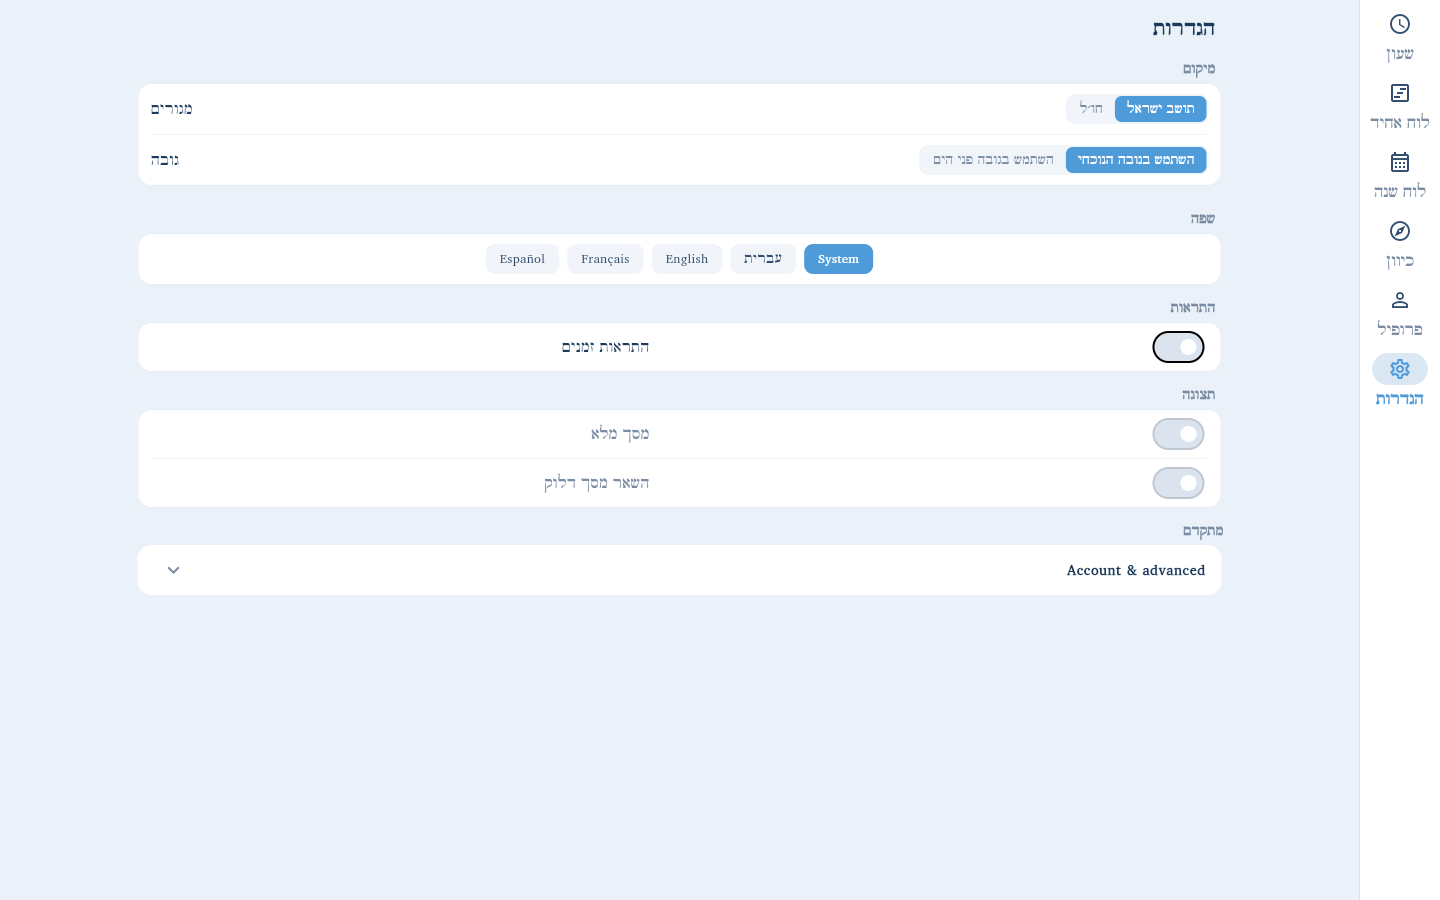 שעון
לוח אחיד
לוח שנה
כיוון
פרופיל
הגדרות
הגדרות
מיקום
תושב ישראל חו״ל מגורים
השתמש בגובה הנוכחי השתמש בגובה פני הים גובה
שפה
System עברית English Français Español
התראות
התראות זמנים
תצוגה
מסך מלא
השאר מסך דלוק
מתקדם
Account & advanced